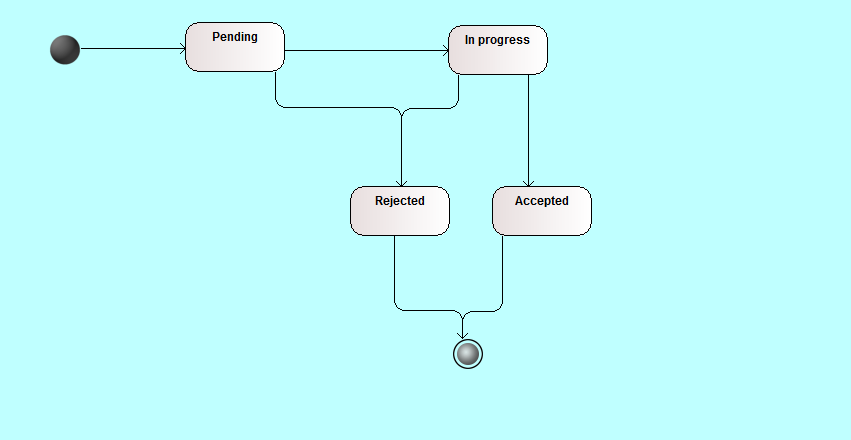 Pending
In progress
Rejected
Accepted